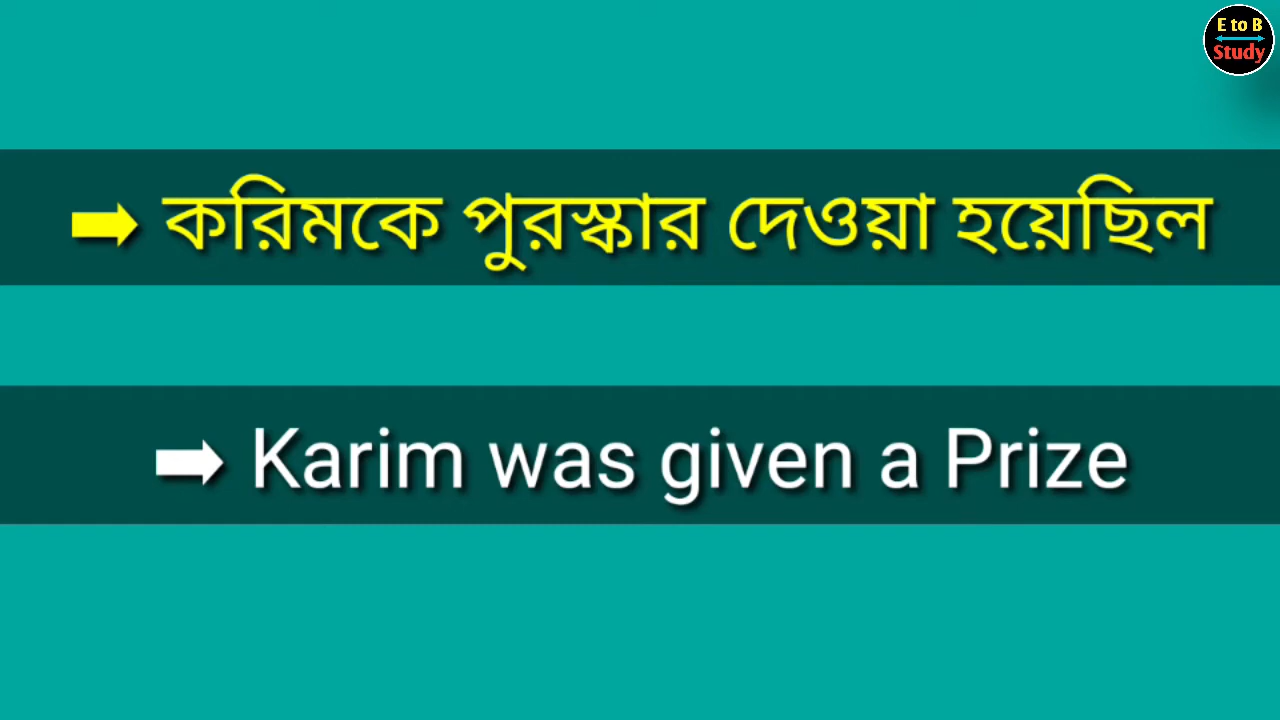 E to B
Study
➡ করিমকে পুরস্কার দেওয়া হয়েছিল
➡ Karim was given a Prize